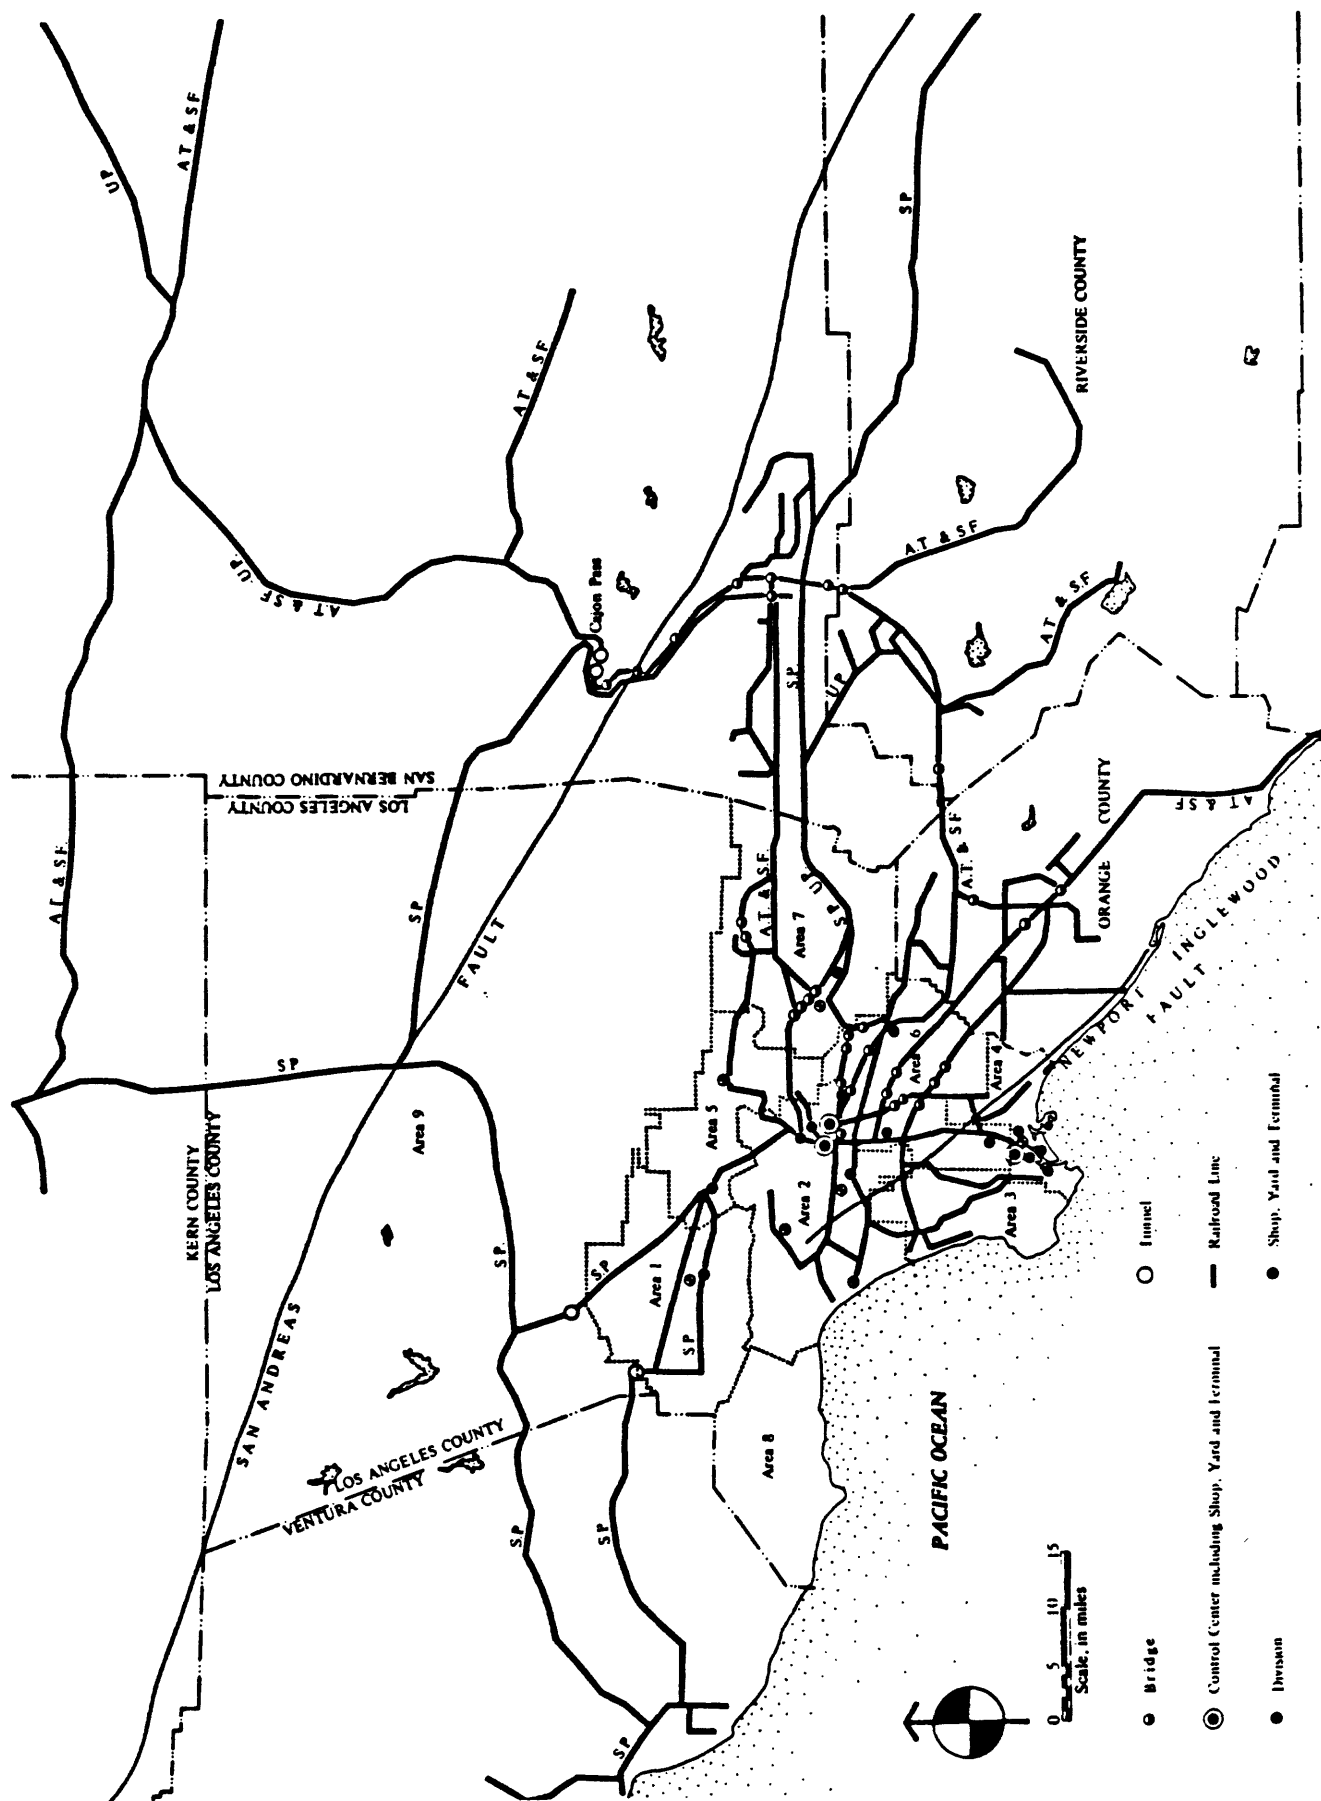 UP
AT & SF
AT & SF
SP
RIVERSIDE COUNTY
A.T & SF
AT & SF UP
Cajon Pass
AT & SF
SP
UP
SAN BERNARDINO COUNTY
LOS ANGELES COUNTY
AT & SF
SP
FAULT
A.T & S.F
SP UP
SP
Area 7
A.T. & SF
ORANGE COUNTY
AT & SF
NEWPORT INGLEWOOD
FAULT
SP
KERN COUNTY
LOS ANGELES COUNTY
Area 9
Area 5
Area 6
Area 4
Area 2
Area 3
SP
SP
Area 1
SP
SAN ANDREAS
LOS ANGELES COUNTY
VENTURA COUNTY
Area 8
SP
SP
SP
PACIFIC OCEAN
0 5 10 15
Scale, in miles
Bridge
Tunnel
Control Center including Shop, Yard and Terminal
Railroad Line
Division
Shop, Yard and Terminal